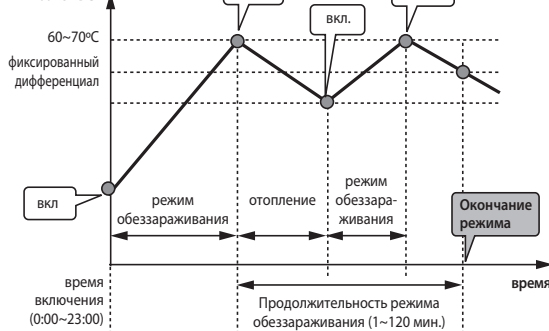 вкл.
60~70ºC
фиксированный
дифференциал
вкл
режим
обеззараживания
отопление
режим
обеззара-
живания
Окончание
режима
время
время
включения
(0:00~23:00)
Продолжительность режима
обеззараживания (1~120 мин.)